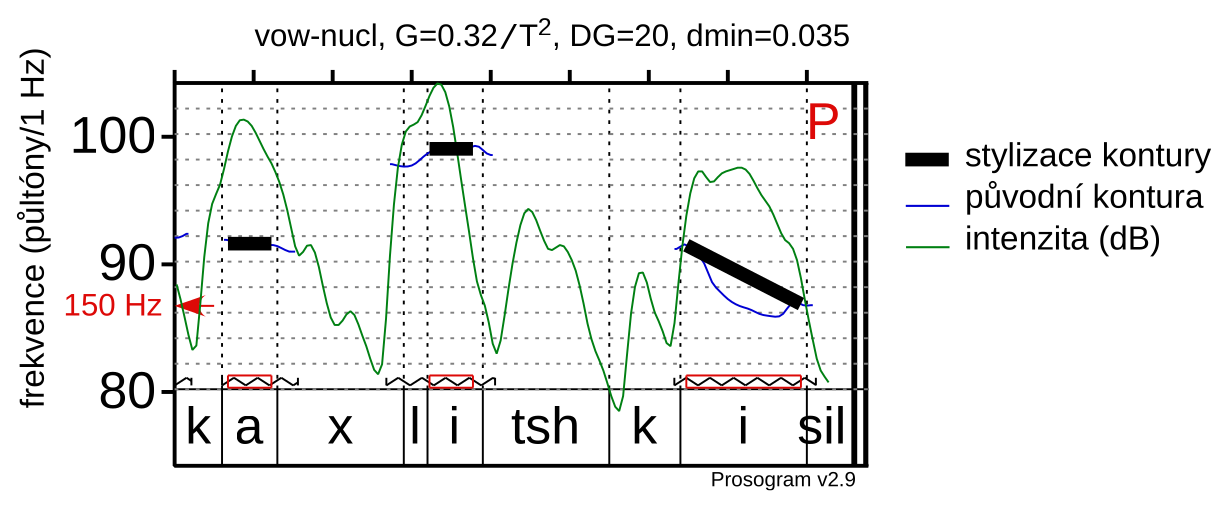 vow-nucl, G=0.32/T², DG=20, dmin=0.035
frekvence (půltóny/1 Hz)
100
90
150 Hz
80
P
stylizace kontury
původní kontura
intenzita (dB)
k a x l i tsh k i sil
Prosogram v2.9